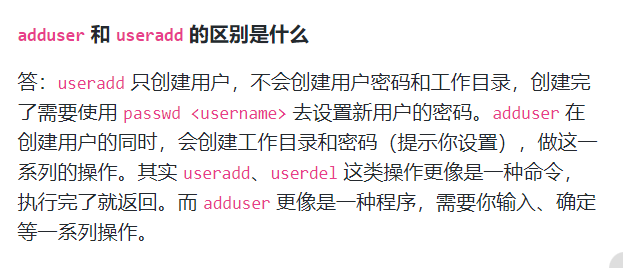 adduser 和 useradd 的区别是什么
答：useradd 只创建用户，不会创建用户密码和工作目录，创建完
了需要使用 passwd <username> 去设置新用户的密码。adduser 在
创建用户的同时，会创建工作目录和密码（提示你设置），做这一
系列的操作。其实 useradd、userdel 这类操作更像是一种命令，
执行完了就返回。而 adduser 更像是一种程序，需要你输入、确定
等一系列操作。